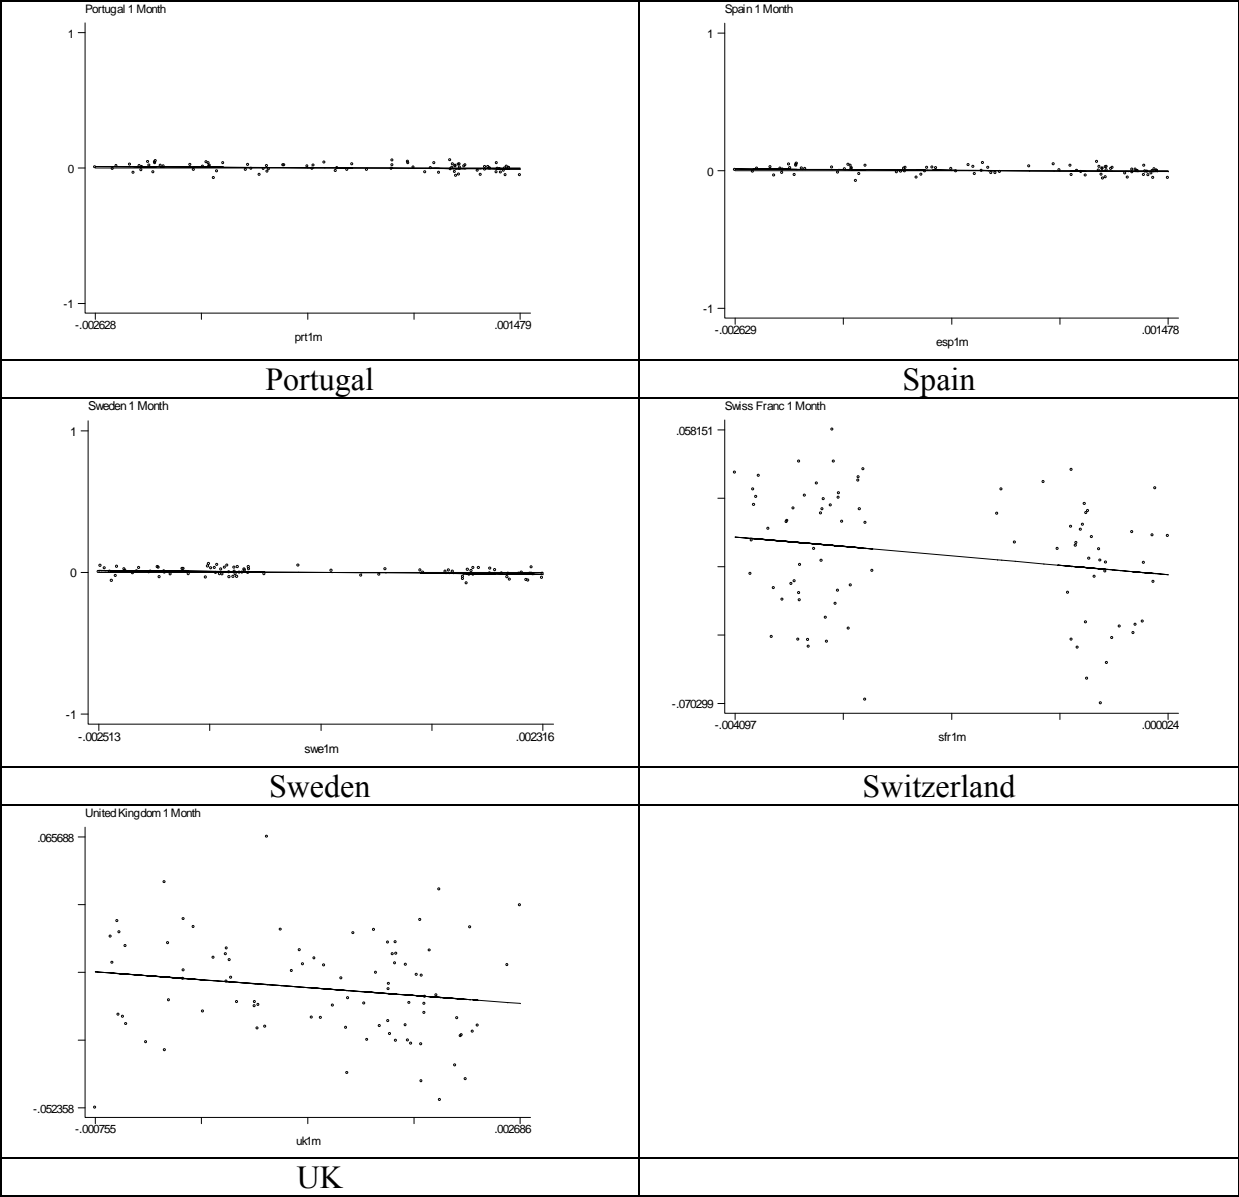 Portugal 1 Month
1
0
-1
-.002628
.001479
prt1m
Portugal
Spain 1 Month
1
0
-1
-.002629
.001478
esp1m
Spain
Sweden 1 Month
1
0
-1
-.002513
.002316
swe1m
Sweden
Swiss Franc 1 Month
.058151
-.070299
-.004097
.000024
sfr1m
Switzerland
United Kingdom 1 Month
.065688
-.052358
-.000755
.002686
uk1m
UK